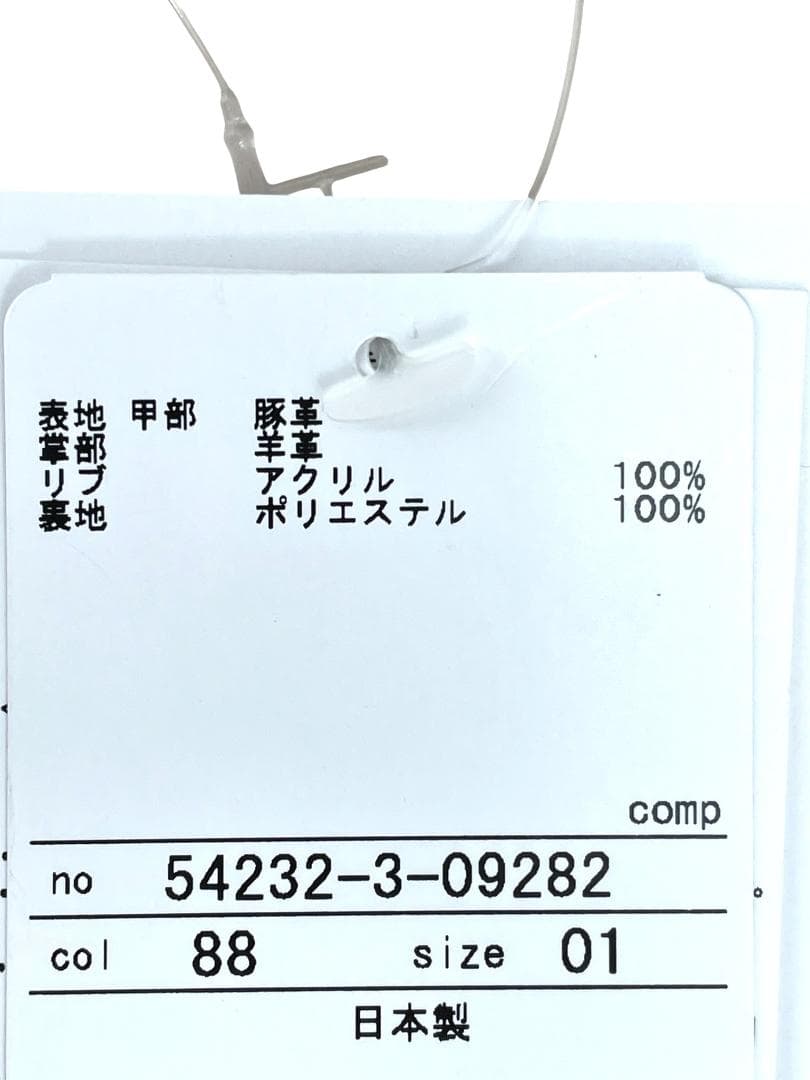 表地 甲部 豚革
掌部 羊革
リブ アクリル 100%
裏地 ポリエステル 100%
comp
no 54232-3-09282
col 88 size 01
日本製